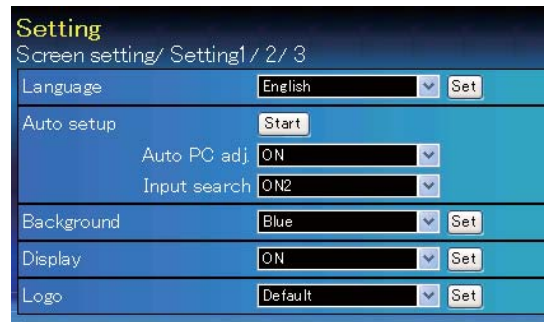 Setting
Screen setting/ Setting1/ 2/ 3
Language English Set
Auto setup Start
Auto PC adj. ON
Input search ON2
Background Blue Set
Display ON Set
Logo Default Set